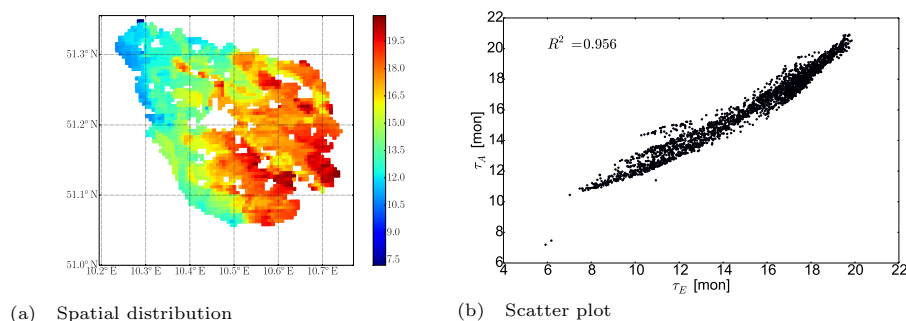 51.3° N
51.2° N
51.1° N
51.0° N
10.2° E 10.3° E 10.4° E 10.5° E 10.6° E 10.7° E
19.5
18.0
16.5
15.0
13.5
12.0
10.5
9.0
7.5
(a) Spatial distribution
R² =0.956
22
20
18
16
14
12
10
8
6
τ_A [mon]
4 6 8 10 12 14 16 18 20 22
τ_E [mon]
(b) Scatter plot